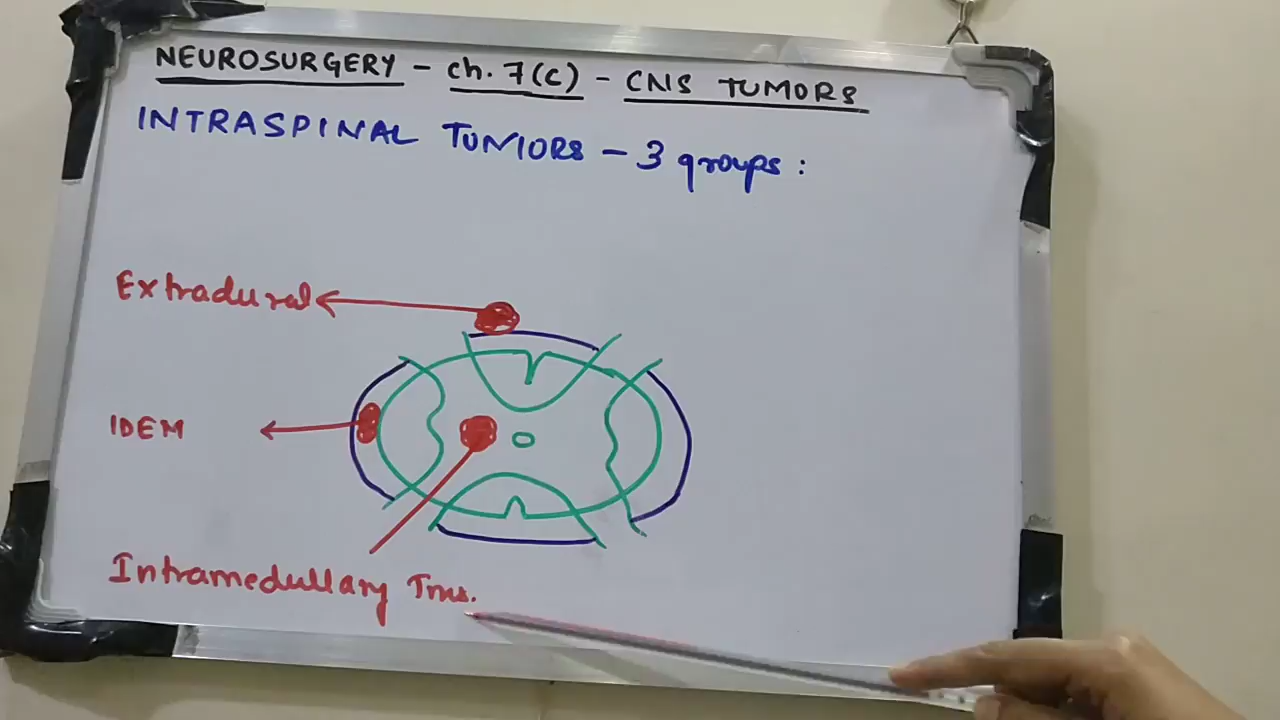 NEUROSURGERY - Ch. 7(C) - CNS TUMORS
INTRASPINAL TUMORS - 3 groups :
Extradural
IDEM
Intramedullary Tms.